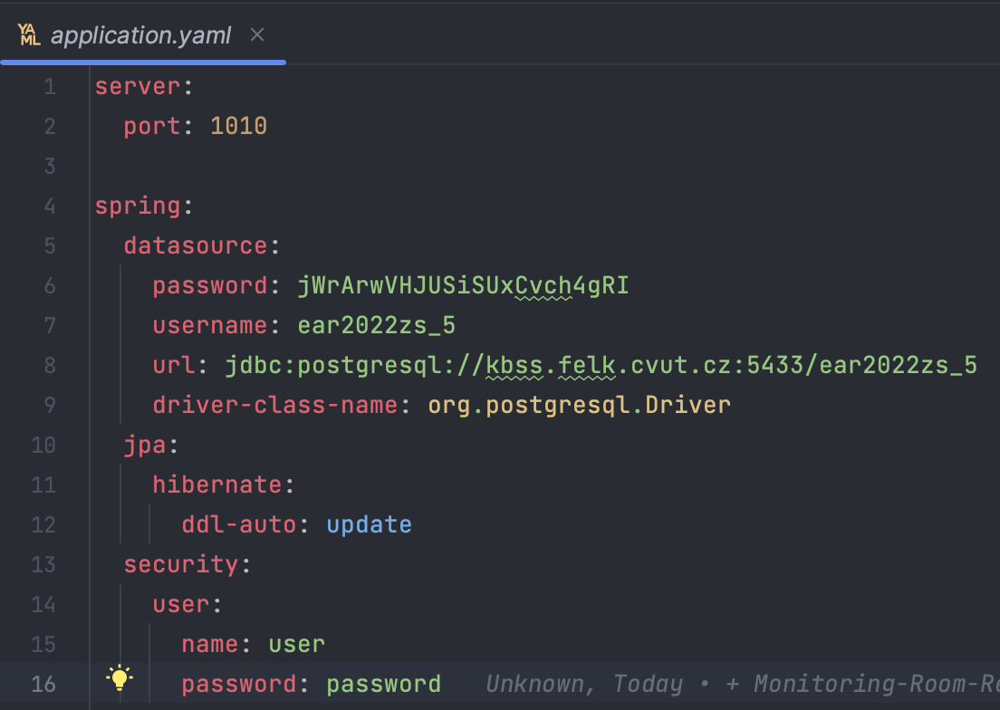 YAML application.yaml ×
1 server:
2   port: 1010
3
4 spring:
5   datasource:
6     password: jWrArwVHJUSiSUxCvch4gRI
7     username: ear2022zs_5
8     url: jdbc:postgresql://kbss.felk.cvut.cz:5433/ear2022zs_5
9     driver-class-name: org.postgresql.Driver
10   jpa:
11     hibernate:
12       ddl-auto: update
13   security:
14     user:
15       name: user
16       password: password   Unknown, Today • + Monitoring-Room-Re